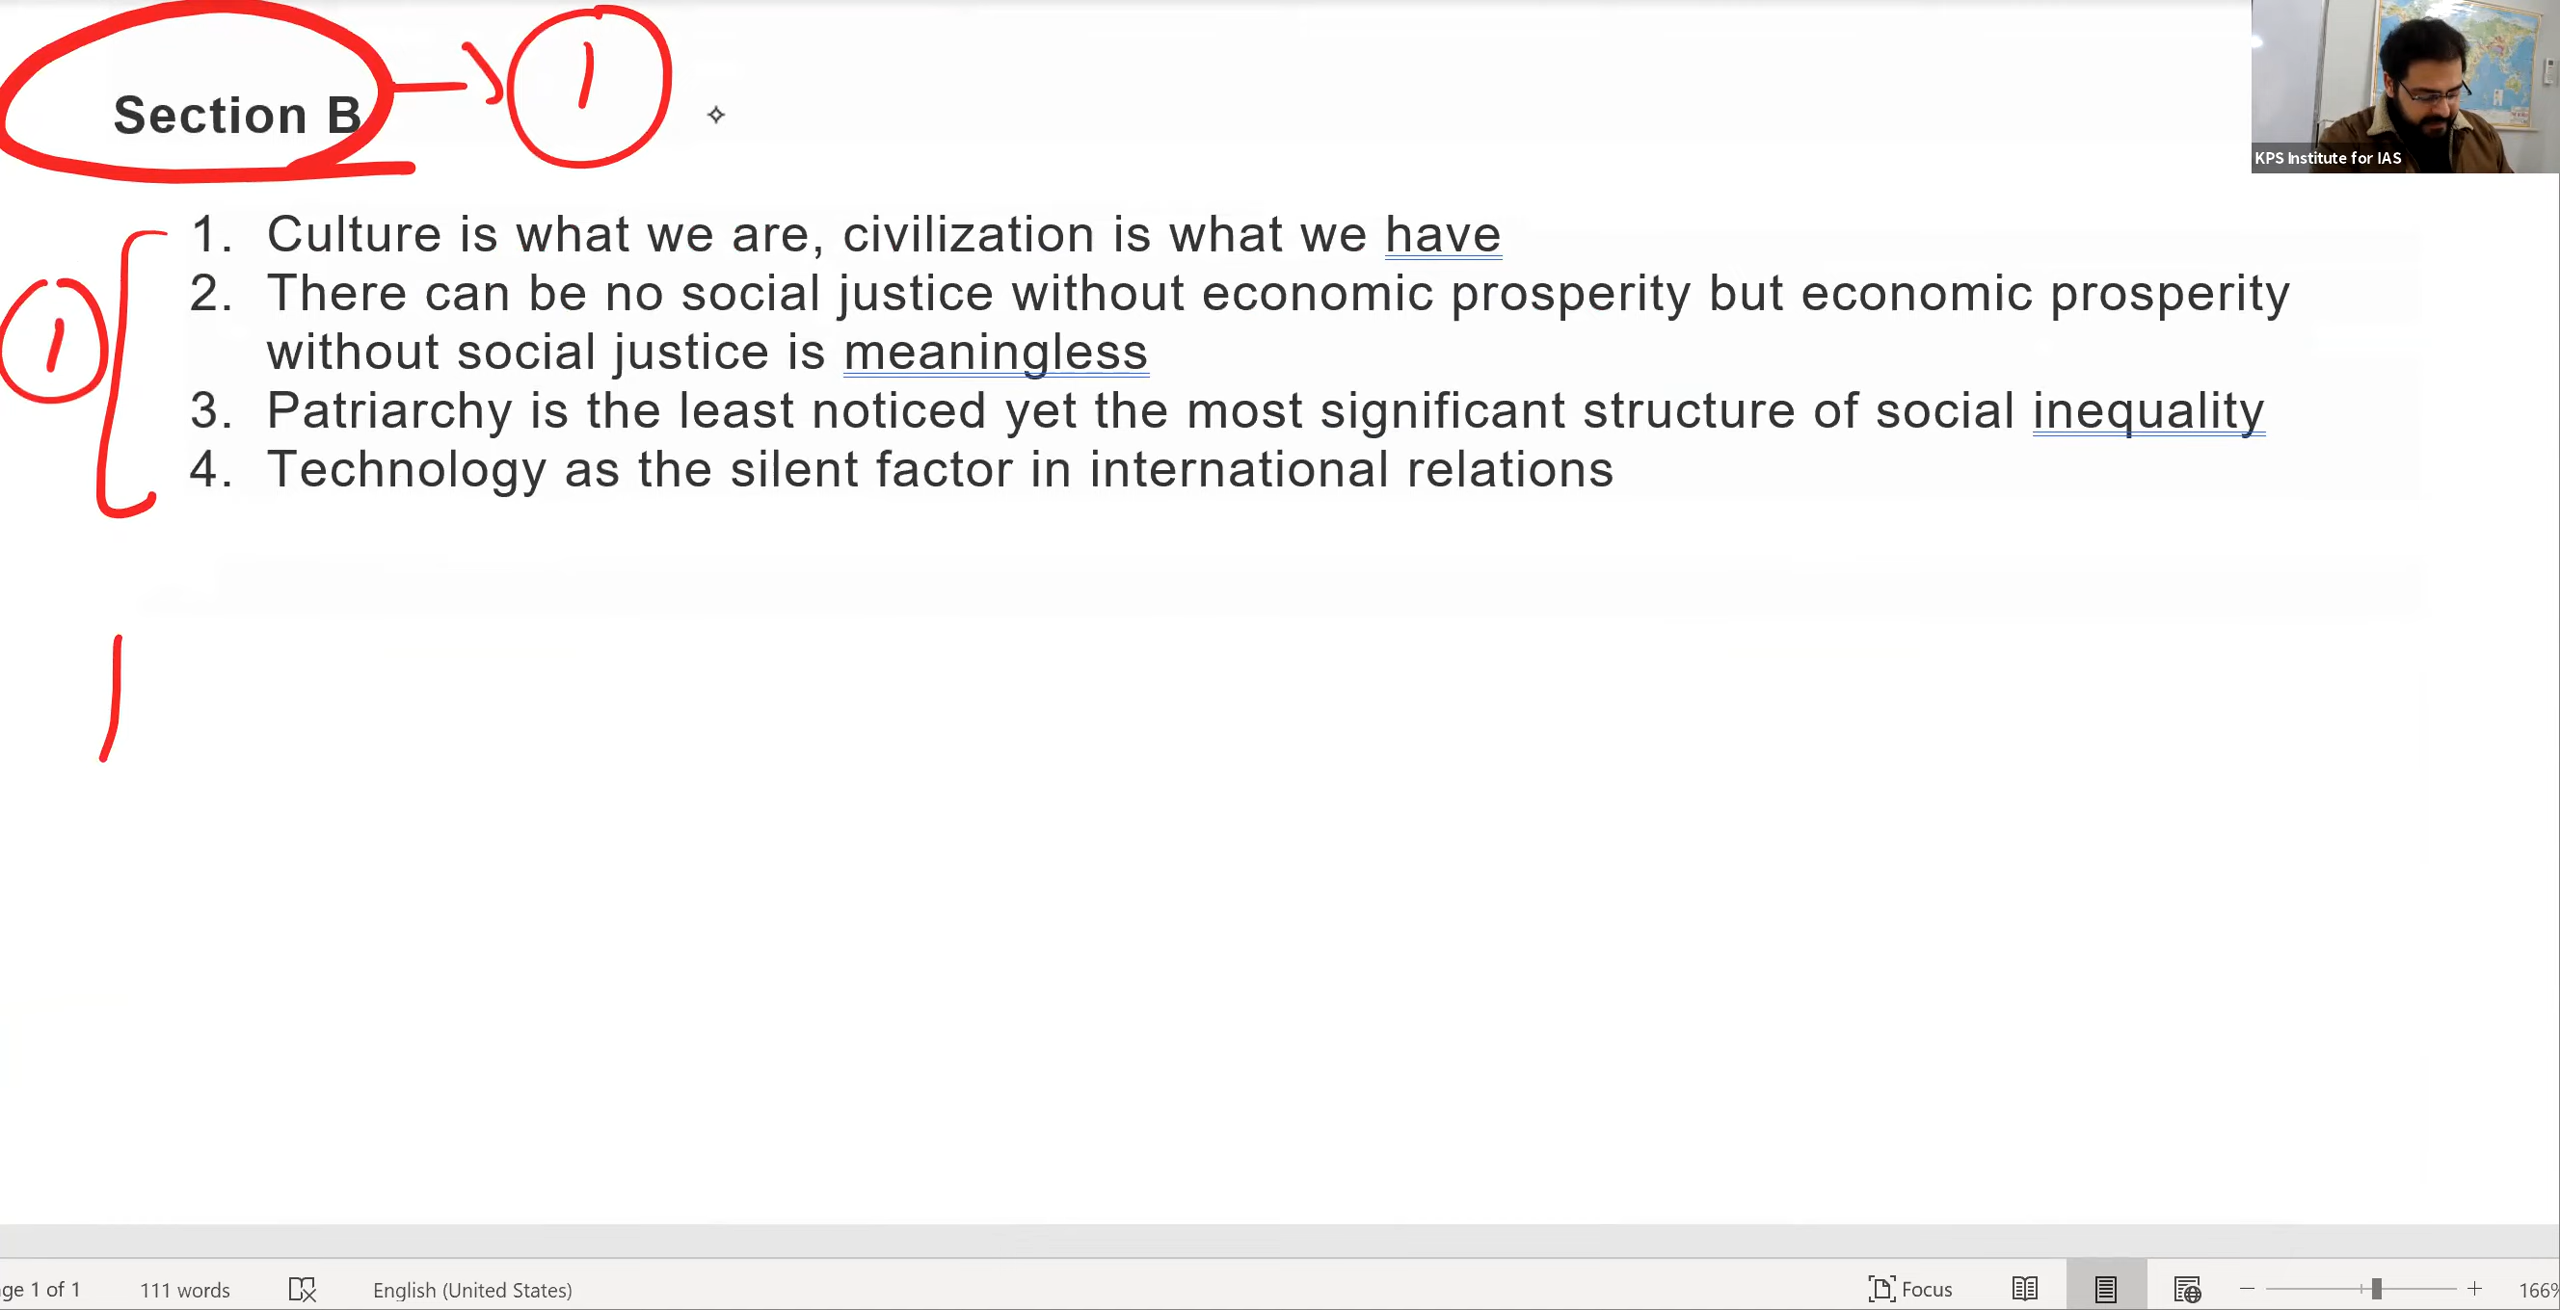 Section B
1
KPS Institute for IAS
1. Culture is what we are, civilization is what we have
2. There can be no social justice without economic prosperity but economic prosperity
without social justice is meaningless
3. Patriarchy is the least noticed yet the most significant structure of social inequality
4. Technology as the silent factor in international relations
1
ge 1 of 1 111 words English (United States) Focus 166%